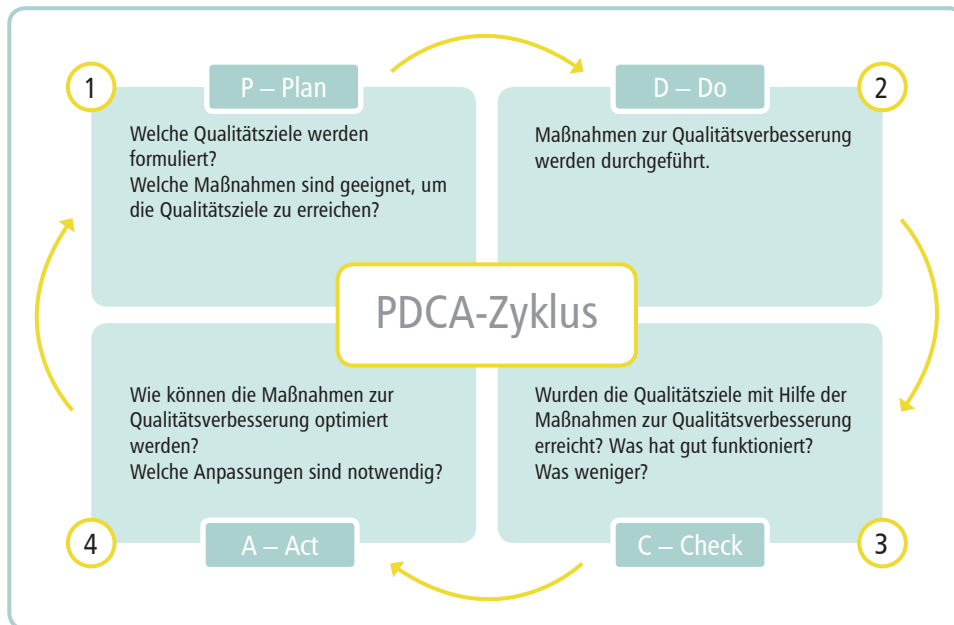 1
P – Plan
Welche Qualitätsziele werden
formuliert?
Welche Maßnahmen sind geeignet, um
die Qualitätsziele zu erreichen?
D – Do
2
Maßnahmen zur Qualitätsverbesserung
werden durchgeführt.
PDCA-Zyklus
Wie können die Maßnahmen zur
Qualitätsverbesserung optimiert
werden?
Welche Anpassungen sind notwendig?
4
A – Act
Wurden die Qualitätsziele mit Hilfe der
Maßnahmen zur Qualitätsverbesserung
erreicht? Was hat gut funktioniert?
Was weniger?
C – Check
3